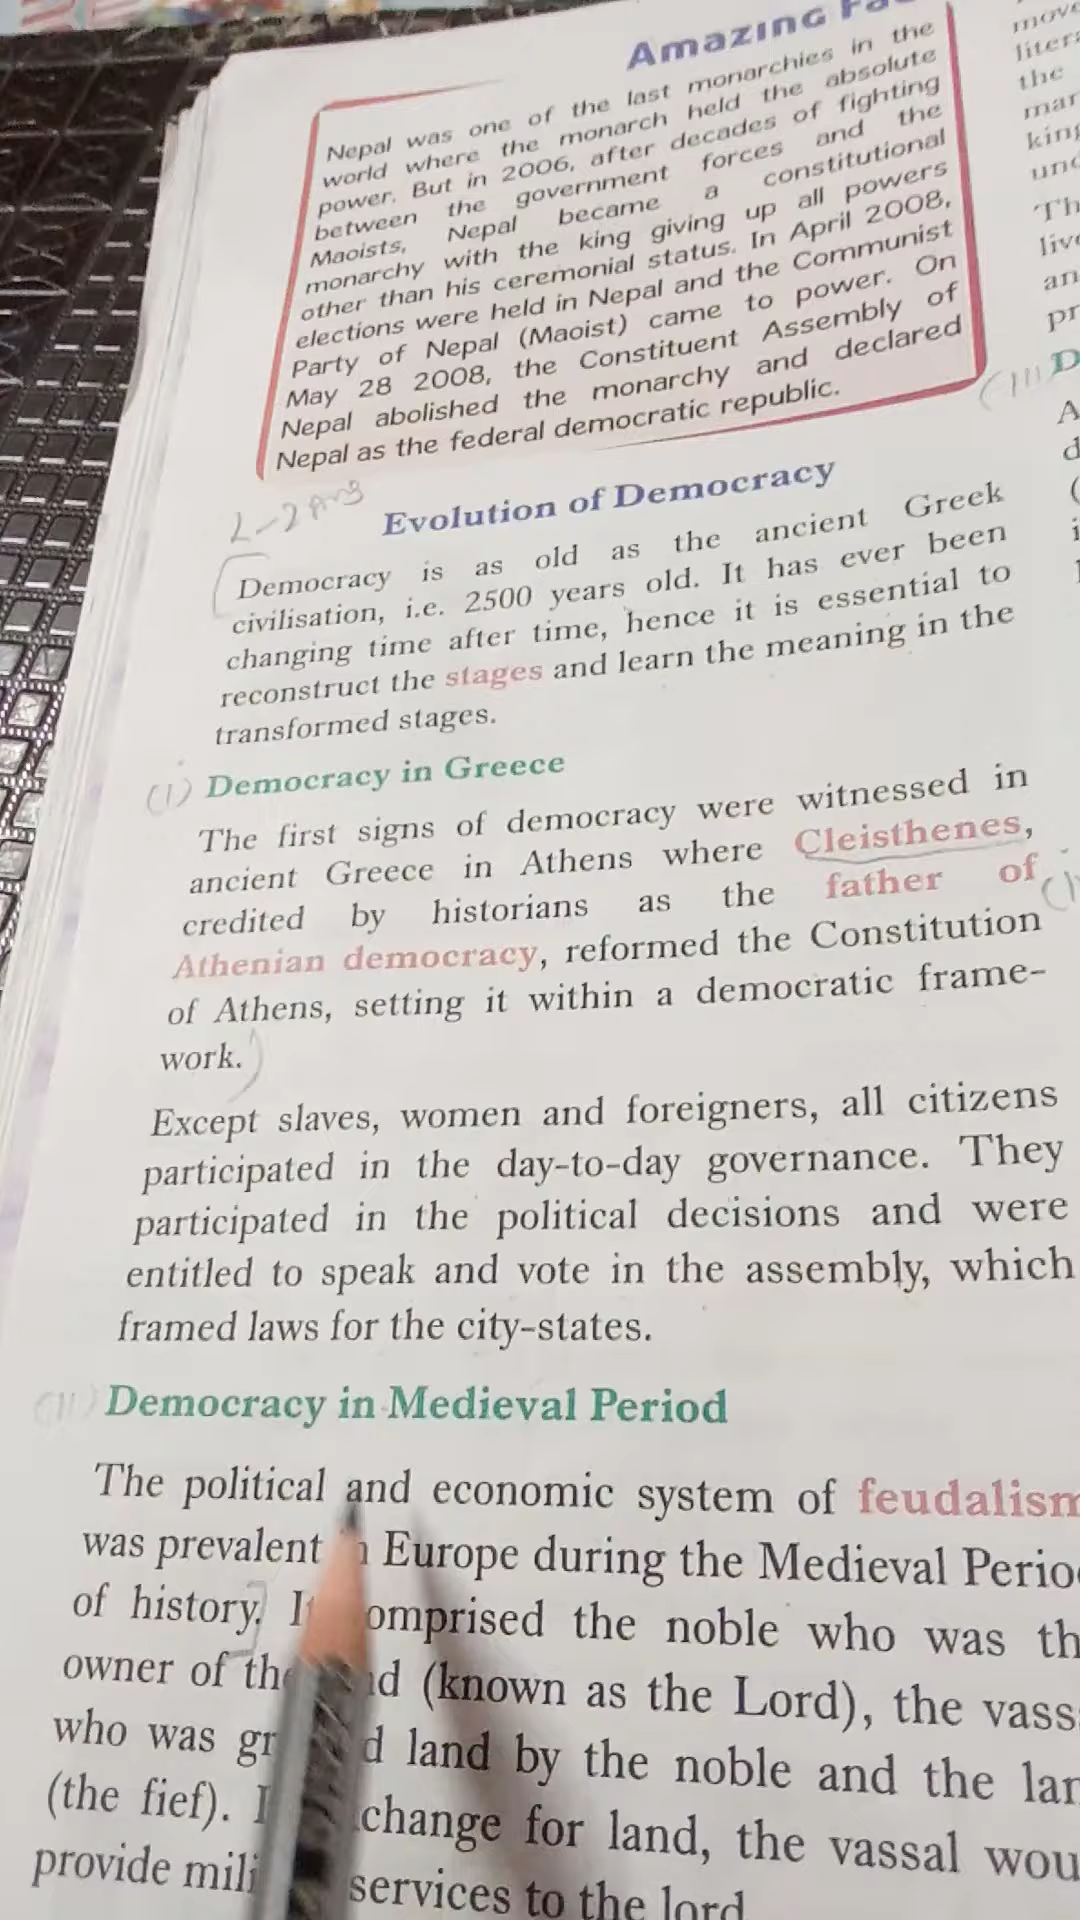 Amazing
Nepal was one of the last monarchies in the
world where the monarch held the absolute
power. But in 2006, after decades of fighting
between the government forces and the
Maoists, Nepal became a constitutional
monarchy with the king giving up all powers
other than his ceremonial status. In April 2008,
elections were held in Nepal and the Communist
Party of Nepal (Maoist) came to power. On
May 28 2008, the Constituent Assembly of
Nepal abolished the monarchy and declared
Nepal as the federal democratic republic.
Evolution of Democracy
Democracy is as old as the ancient Greek
civilisation, i.e. 2500 years old. It has ever been
changing time after time, hence it is essential to
reconstruct the stages and learn the meaning in the
transformed stages.
(I) Democracy in Greece
The first signs of democracy were witnessed in
ancient Greece in Athens where Cleisthenes,
credited by historians as the father of
Athenian democracy, reformed the Constitution
of Athens, setting it within a democratic frame-
work.
Except slaves, women and foreigners, all citizens
participated in the day-to-day governance. They
participated in the political decisions and were
entitled to speak and vote in the assembly, which
framed laws for the city-states.
(II) Democracy in Medieval Period
The political and economic system of feudalism
was prevalent Europe during the Medieval
of history. comprised the noble who was
owner of (known as the Lord), the
who was land by the noble and the
(the fief). change for land, the vassal
provide services to the lord
the
king